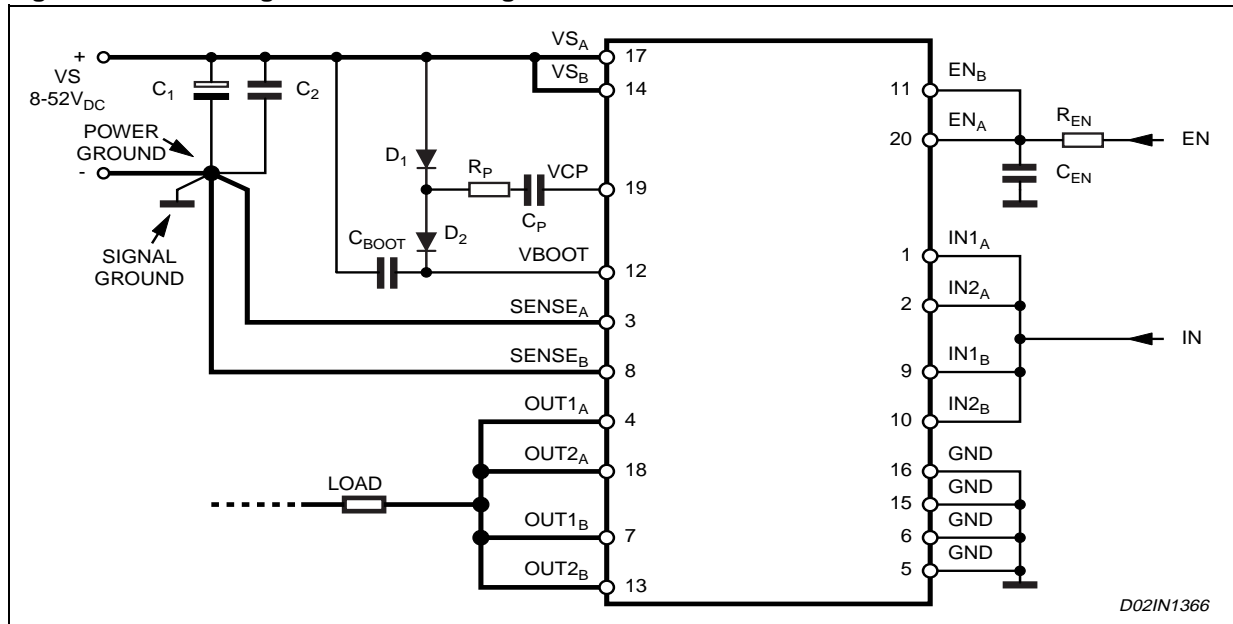 +
VS
8-52V_DC
C_1
C_2
POWER
GROUND
-
SIGNAL
GROUND
D_1
R_P
VCP
C_P
C_BOOT
D_2
VBOOT
VS_A
17
VS_B
14
19
12
SENSE_A
3
SENSE_B
8
OUT1_A
4
OUT2_A
18
LOAD
OUT1_B
7
OUT2_B
13
11
EN_B
20
EN_A
R_EN
EN
C_EN
1
IN1_A
2
IN2_A
IN
9
IN1_B
10
IN2_B
16
GND
15
GND
6
GND
5
GND
D02IN1366